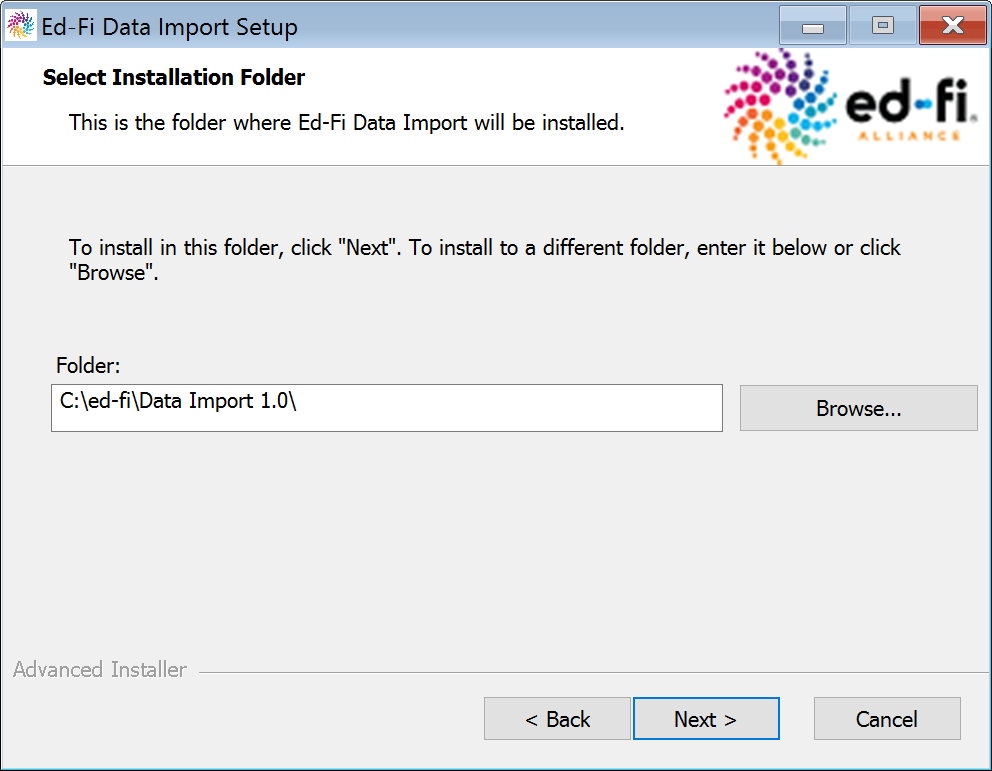 Ed-Fi Data Import Setup
Select Installation Folder
This is the folder where Ed-Fi Data Import will be installed.
ed-fi®
ALLIANCE
To install in this folder, click "Next". To install to a different folder, enter it below or click
"Browse".
Folder:
C:\ed-fi\Data Import 1.0\
Browse...
Advanced Installer
< Back
Next >
Cancel